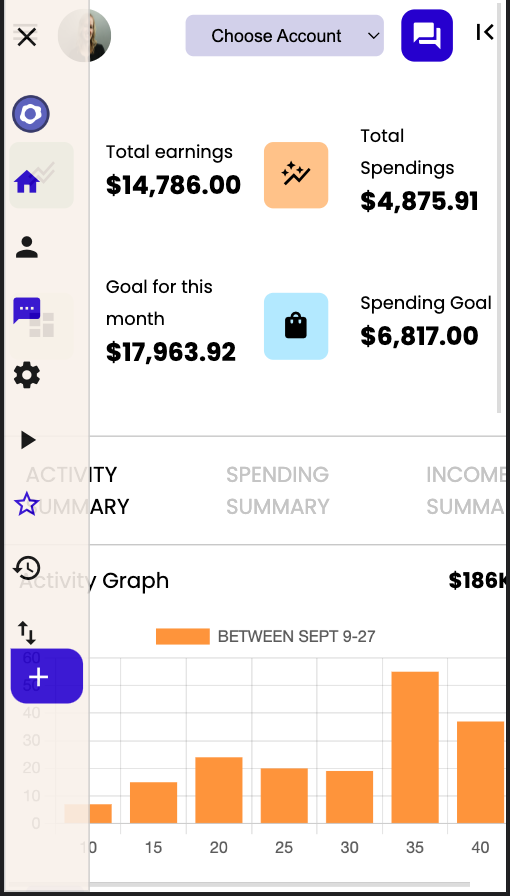 Choose Account
Total earnings
$14,786.00
Total
Spendings
$4,875.91
Goal for this
month
$17,963.92
Spending Goal
$6,817.00
ACTIVITY
SUMMARY
SPENDING
SUMMARY
INCOME
SUMMA
Activity Graph
$186K
BETWEEN SEPT 9-27
60
50
40
30
20
10
0
10
15
20
25
30
35
40